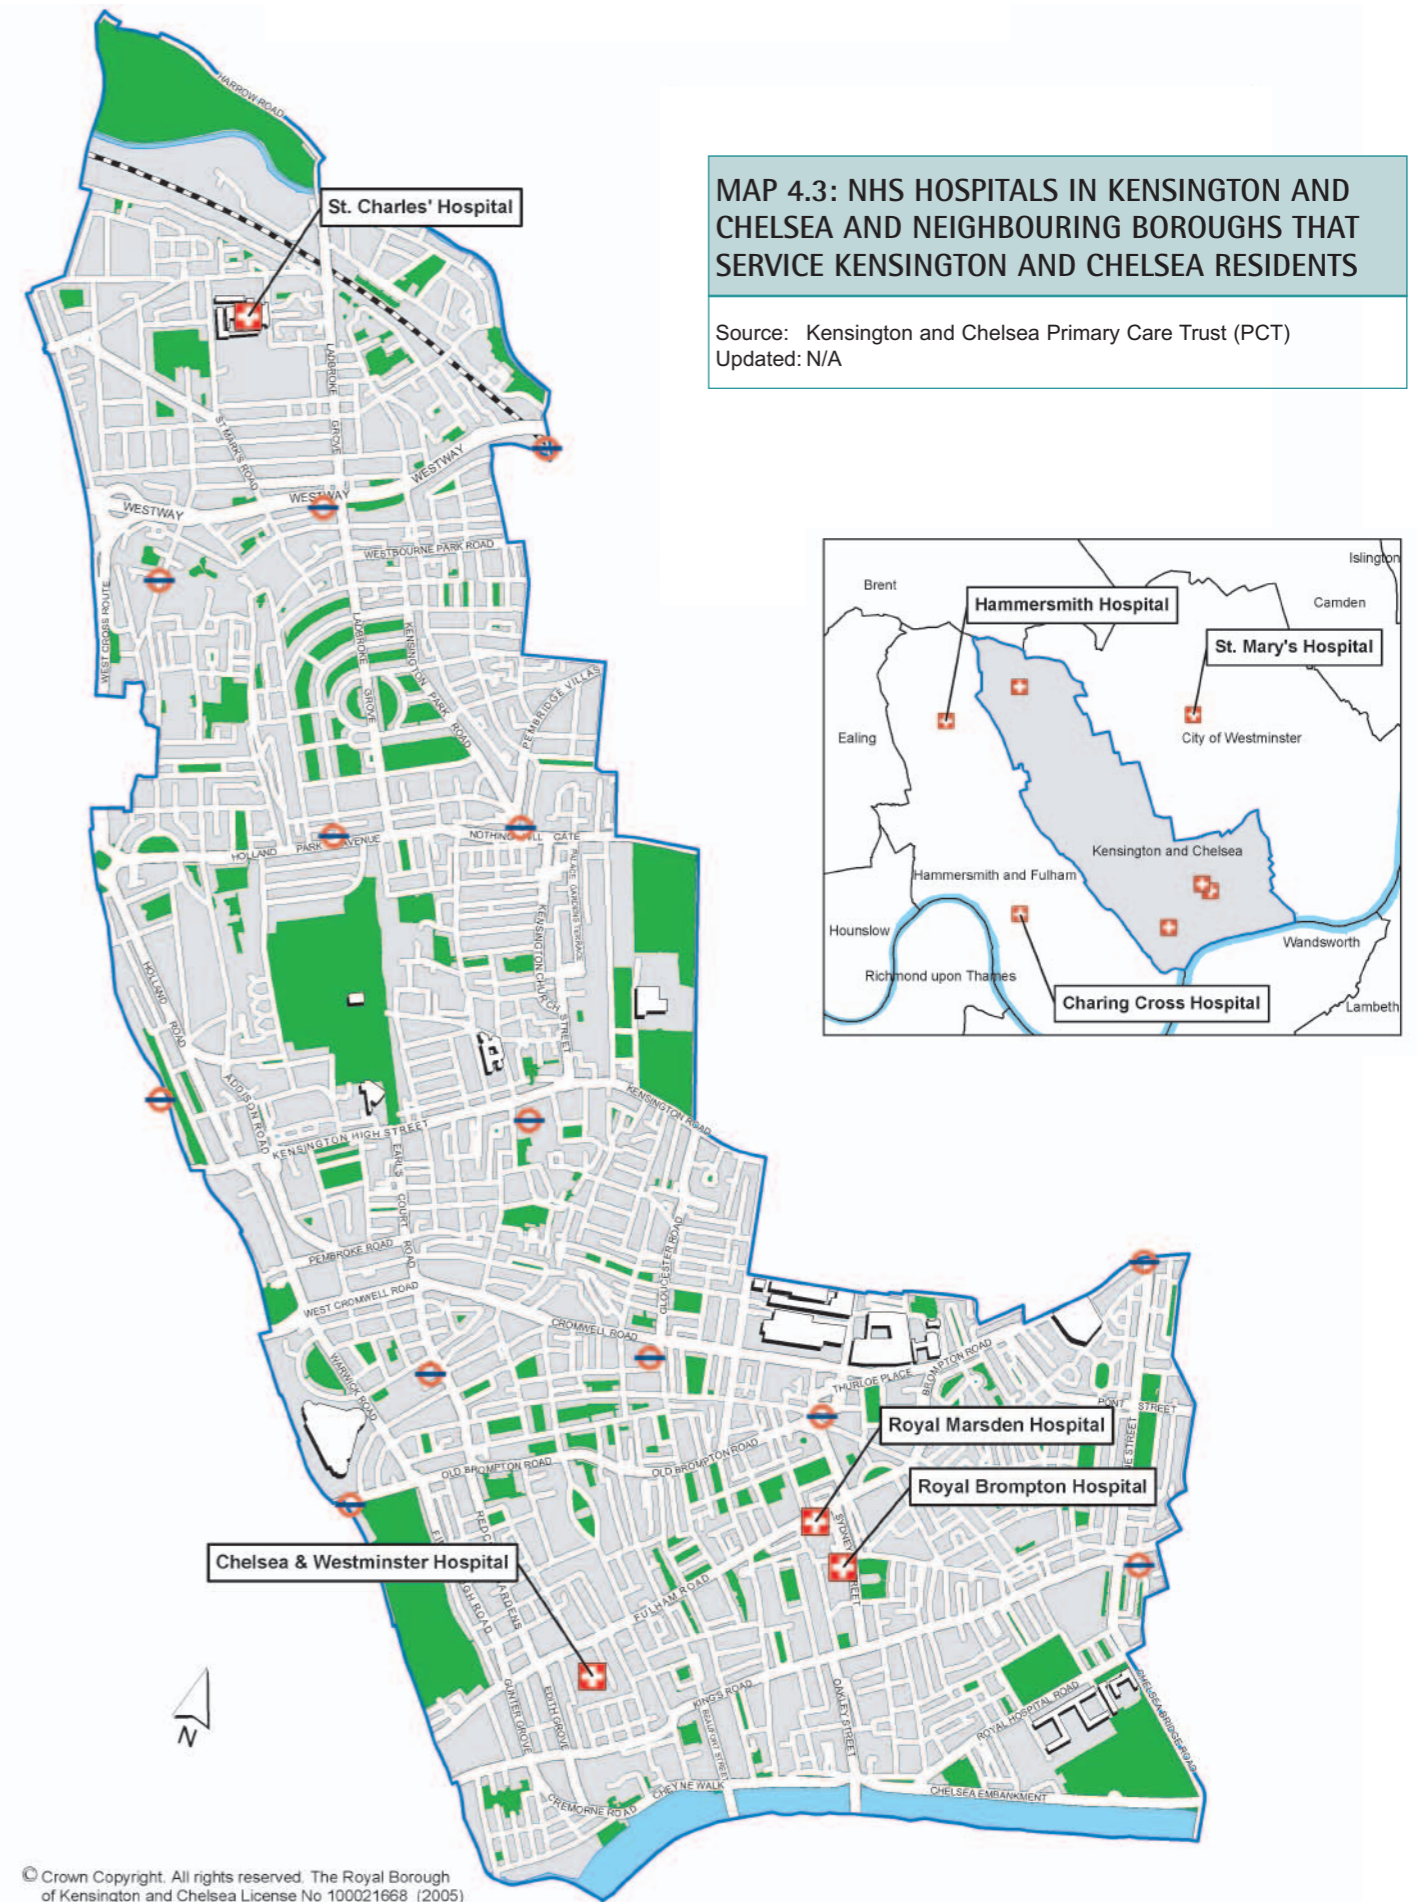 HARROW ROAD
St. Charles' Hospital
MAP 4.3: NHS HOSPITALS IN KENSINGTON AND
CHELSEA AND NEIGHBOURING BOROUGHS THAT
SERVICE KENSINGTON AND CHELSEA RESIDENTS
Source: Kensington and Chelsea Primary Care Trust (PCT)
Updated: N/A
LADBROKE GROVE
ST MARK'S ROAD
WESTWAY
WESTWAY
WESTWAY
WESTBOURNE PARK ROAD
WEST CROSS ROUTE
LADBROKE GROVE
KENSINGTON PARK ROAD
PEMBRIDGE VILLAS
Islington
Brent
Camden
Hammersmith Hospital
St. Mary's Hospital
Ealing
City of Westminster
Kensington and Chelsea
Hammersmith and Fulham
Hounslow
Wandsworth
Richmond upon Thames
Charing Cross Hospital
Lambeth
HOLLAND PARK AVENUE
GATE
PALACE GARDENS TERRACE
KENSINGTON CHURCH STREET
HOLLAND ROAD
ADDISON ROAD
KENSINGTON HIGH STREET
KENSINGTON ROAD
EARL'S COURT ROAD
PEMBROKE ROAD
GLOUCESTER ROAD
WEST CROMWELL ROAD
CROMWELL ROAD
WARWICK ROAD
THURLOE PLACE
BROMPTON ROAD
PONT STREET
STREET
Royal Marsden Hospital
OLD BROMPTON ROAD
OLD BROMPTON ROAD
Royal Brompton Hospital
SYDNEY
Chelsea & Westminster Hospital
FULHAM ROAD
GUNTER GROVE
EDITH GROVE
KING'S ROAD
BEAUFORT STREET
OAKLEY STREET
ROYAL HOSPITAL ROAD
CHELSEA BRIDGE ROAD
N
CHEYNE WALK
CHELSEA EMBANKMENT
CREMORNE ROAD
© Crown Copyright. All rights reserved. The Royal Borough
of Kensington and Chelsea License No 100021668 (2005)